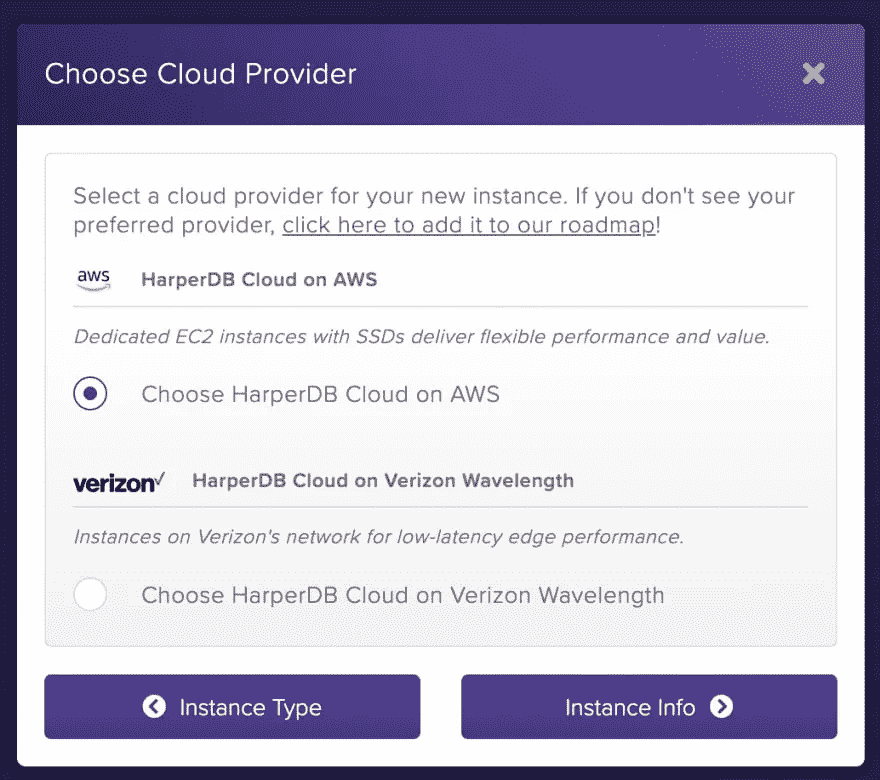 Choose Cloud Provider
Select a cloud provider for your new instance. If you don't see your
preferred provider, click here to add it to our roadmap!
aws HarperDB Cloud on AWS
Dedicated EC2 instances with SSDs deliver flexible performance and value.
Choose HarperDB Cloud on AWS
verizon HarperDB Cloud on Verizon Wavelength
Instances on Verizon's network for low-latency edge performance.
Choose HarperDB Cloud on Verizon Wavelength
Instance Type Instance Info